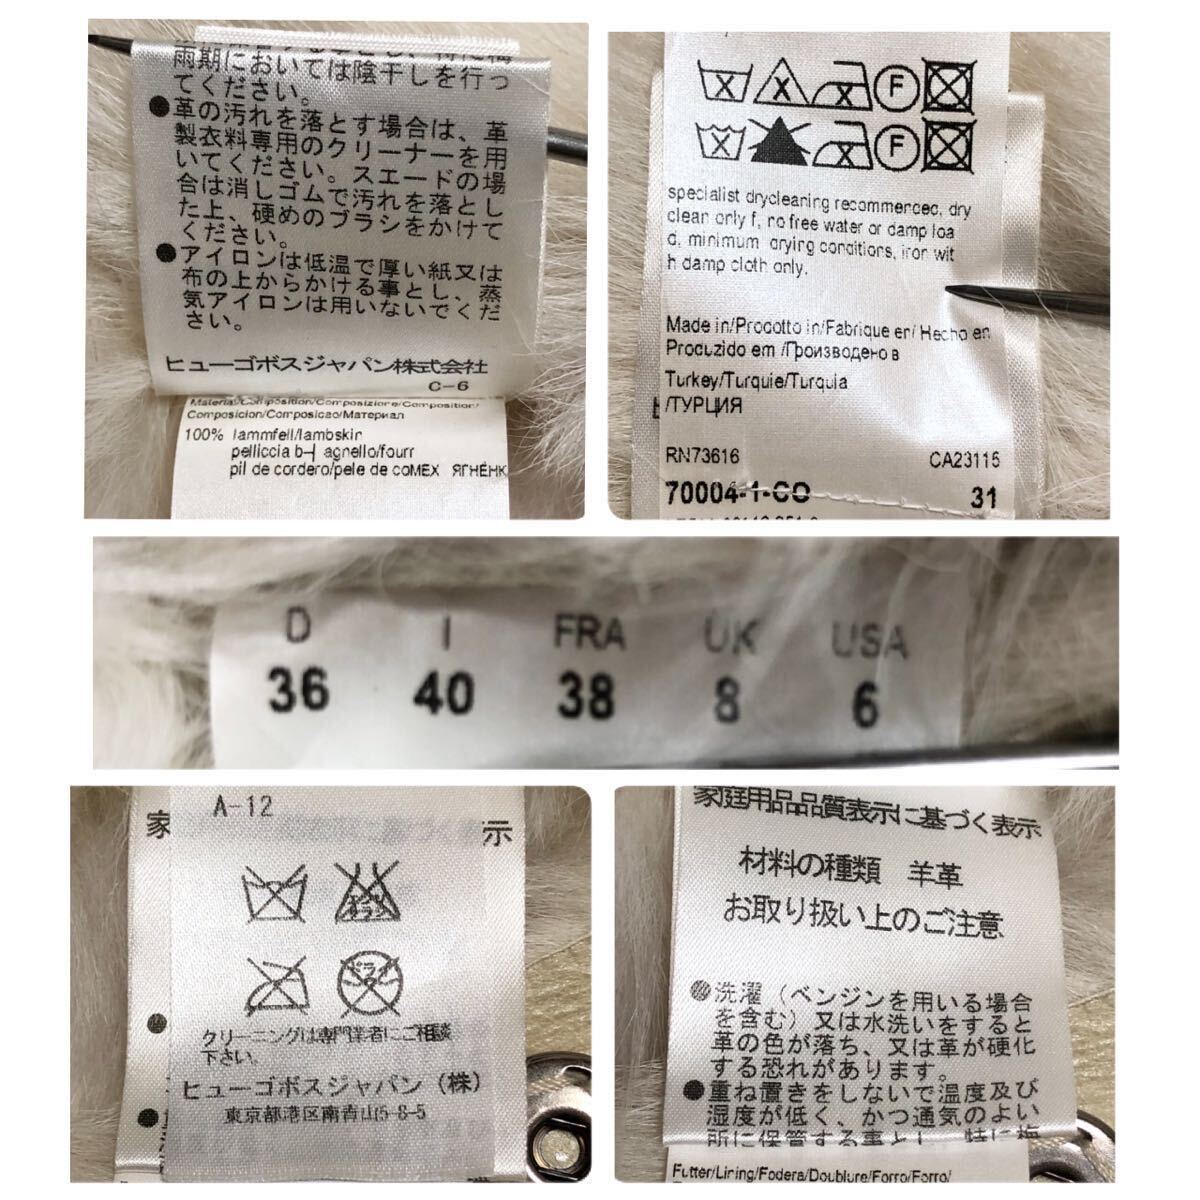 雨期においては陰干しを行っ
てください。
●革の汚れを落とす場合は、革
製衣料専用のクリーナーを用
いてください。スエードの場
合は消しゴムで汚れを落とし
た上、硬めのブラシをかけて
ください。
●アイロンは低温で厚い紙又は
布の上からかける事とし、蒸
気アイロンは用いないでくだ
さい。
ヒューゴボスジャパン株式会社
C-6
Material/Composition/Composizione/Composition/
Composicion/Composicao/Материал
100% lammfell/lambskin
pelliccia agnello/fourr
pil de cordero/pele de co ЯГНЁНК
F
F
specialist drycleaning recommenced, dry
clean only f, no free water or damp loa
d, minimum drying conditions, iron wit
h damp cloth only.
Made in/Prodotto in/Fabrique en/ Hecho en
Produzido em /Произведено в
Turkey/Turquie/Turquia
/ТУРЦИЯ
RN73616 CA23115
70004-1-CO 31
D I FRA UK USA
36 40 38 8 6
A-12
家 示
クリーニングは専門業者にご相談
下さい。
ヒューゴボスジャパン（株）
東京都港区南青山5-8-5
家庭用品品質表示に基づく表示
材料の種類 羊革
お取り扱い上のご注意
●洗濯（ベンジンを用いる場合
を含む）又は水洗いをすると
革の色が落ち、又は革が硬化
する恐れがあります。
●重ね置きをしないで温度及び
湿度が低く、かつ通気のよい
所に保管する事とし、特に
Futter/Lining/Fodera/Doublure/Forro/Forro/